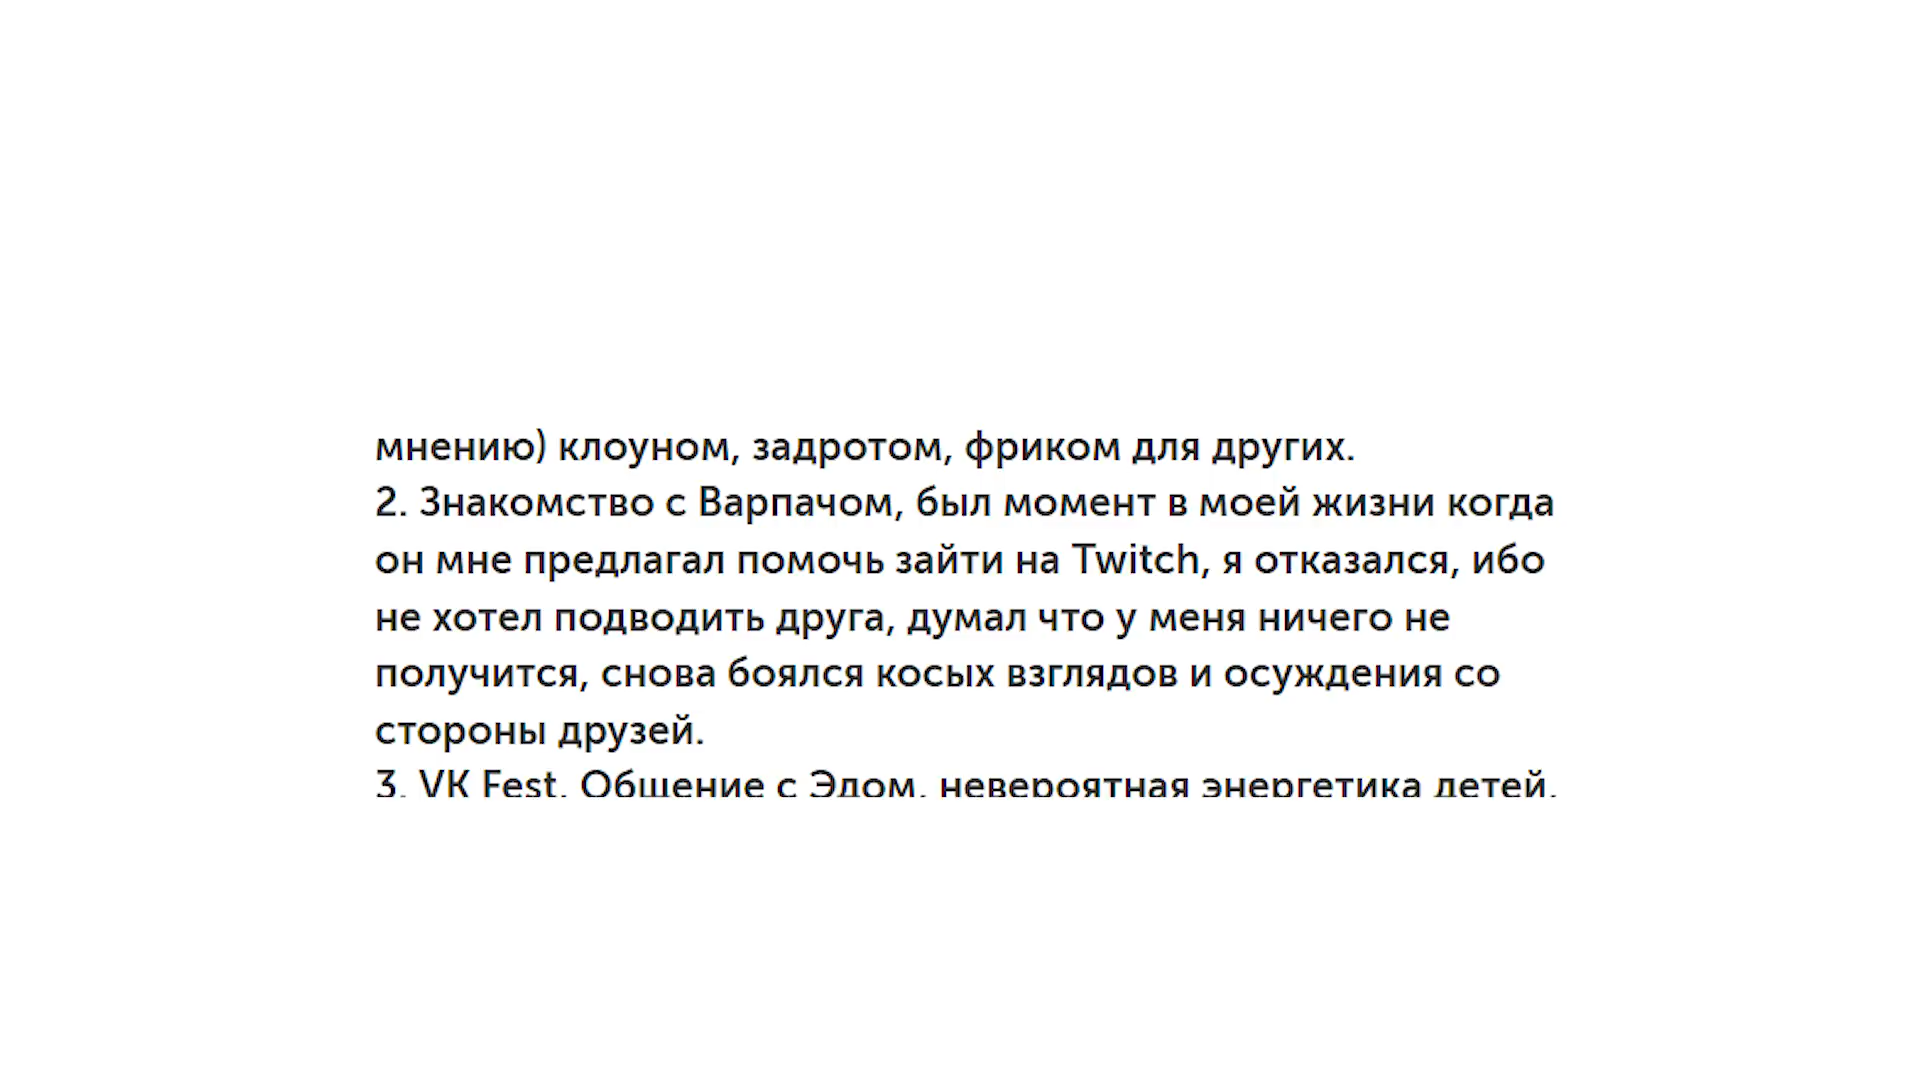 мнению) клоуном, задротом, фриком для других.
2. Знакомство с Варпачом, был момент в моей жизни когда
он мне предлагал помочь зайти на Twitch, я отказался, ибо
не хотел подводить друга, думал что у меня ничего не
получится, снова боялся косых взглядов и осуждения со
стороны друзей.
3. VK Fest. Общение с Эдом, невероятная энергетика детей,